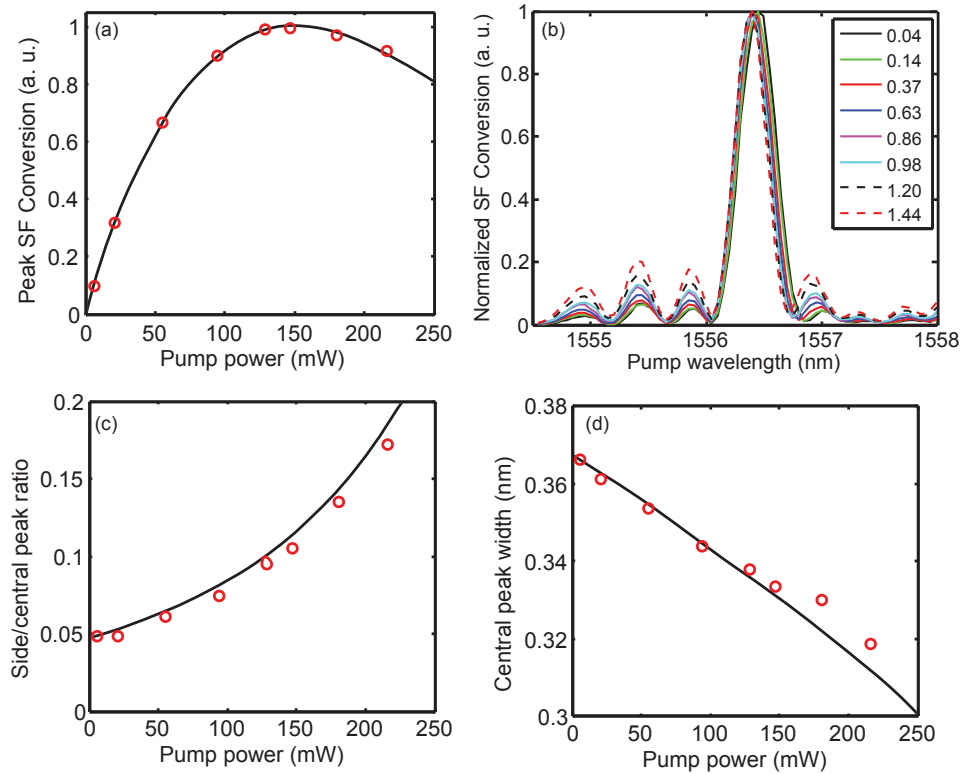 (a)
Peak SF Conversion (a. u.)
1
0.8
0.6
0.4
0.2
0
0 50 100 150 200 250
Pump power (mW)
(b)
Normalized SF Conversion
1
0.8
0.6
0.4
0.2
0
1555 1556 1557 1558
Pump wavelength (nm)
0.04
0.14
0.37
0.63
0.86
0.98
1.20
1.44
(c)
Side/central peak ratio
0.2
0.15
0.1
0.05
0
0 50 100 150 200 250
Pump power (mW)
(d)
Central peak width (nm)
0.38
0.36
0.34
0.32
0.3
0 50 100 150 200 250
Pump power (mW)